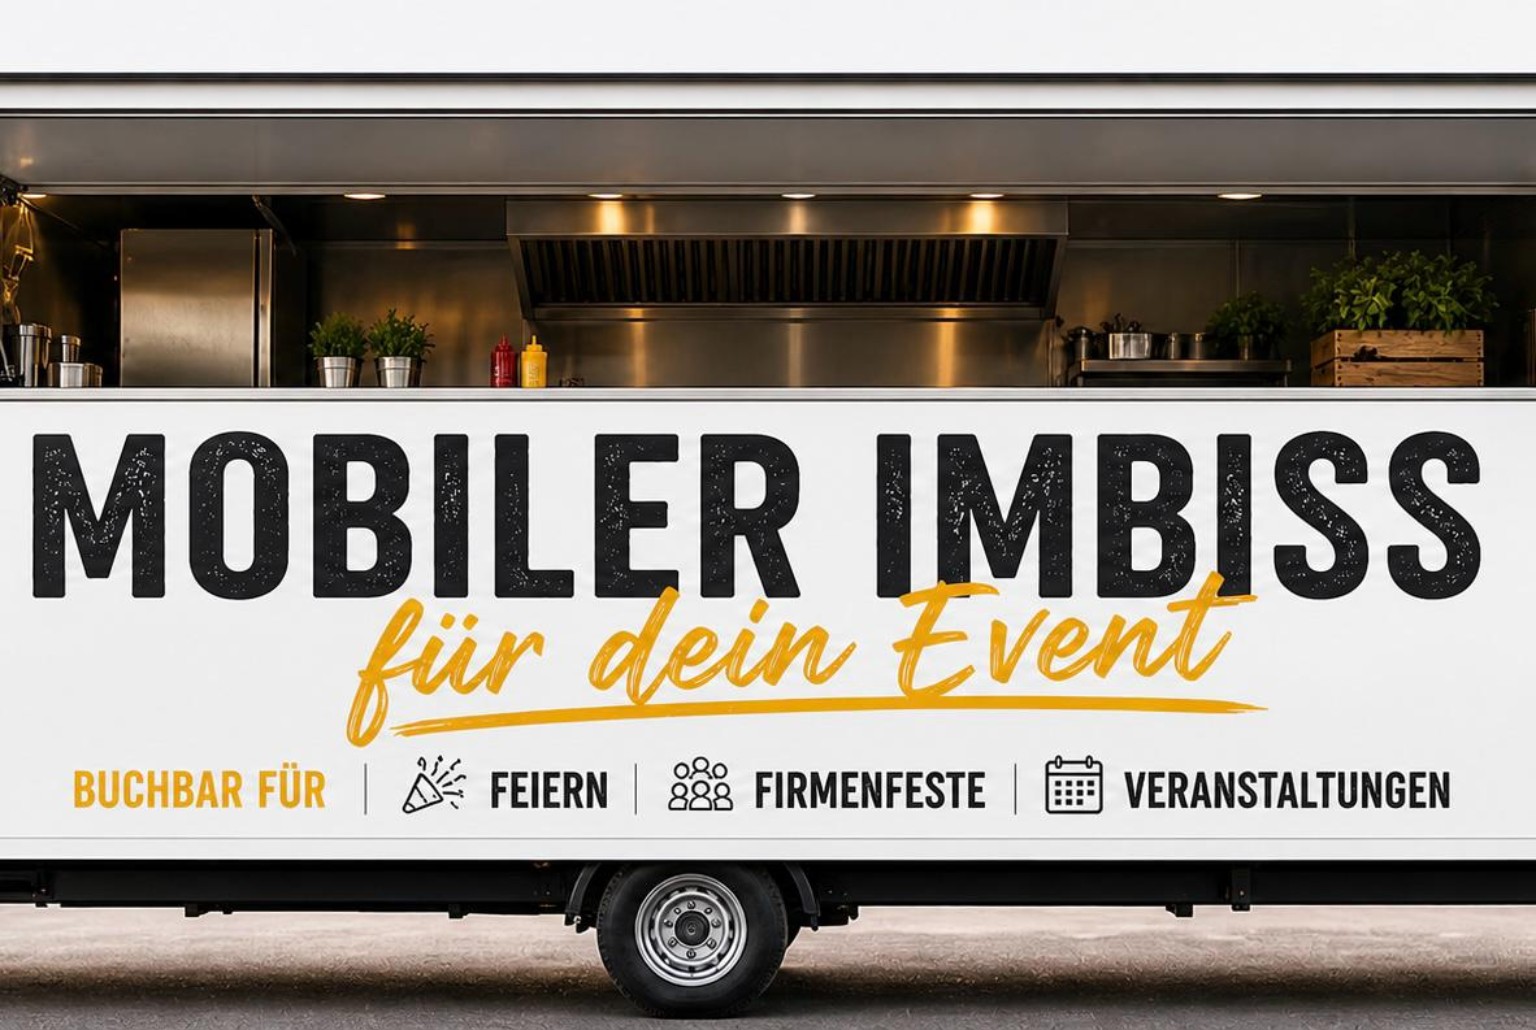 MOBILER IMBISS
für dein Event
BUCHBAR FÜR FEIERN FIRMENFESTE VERANSTALTUNGEN